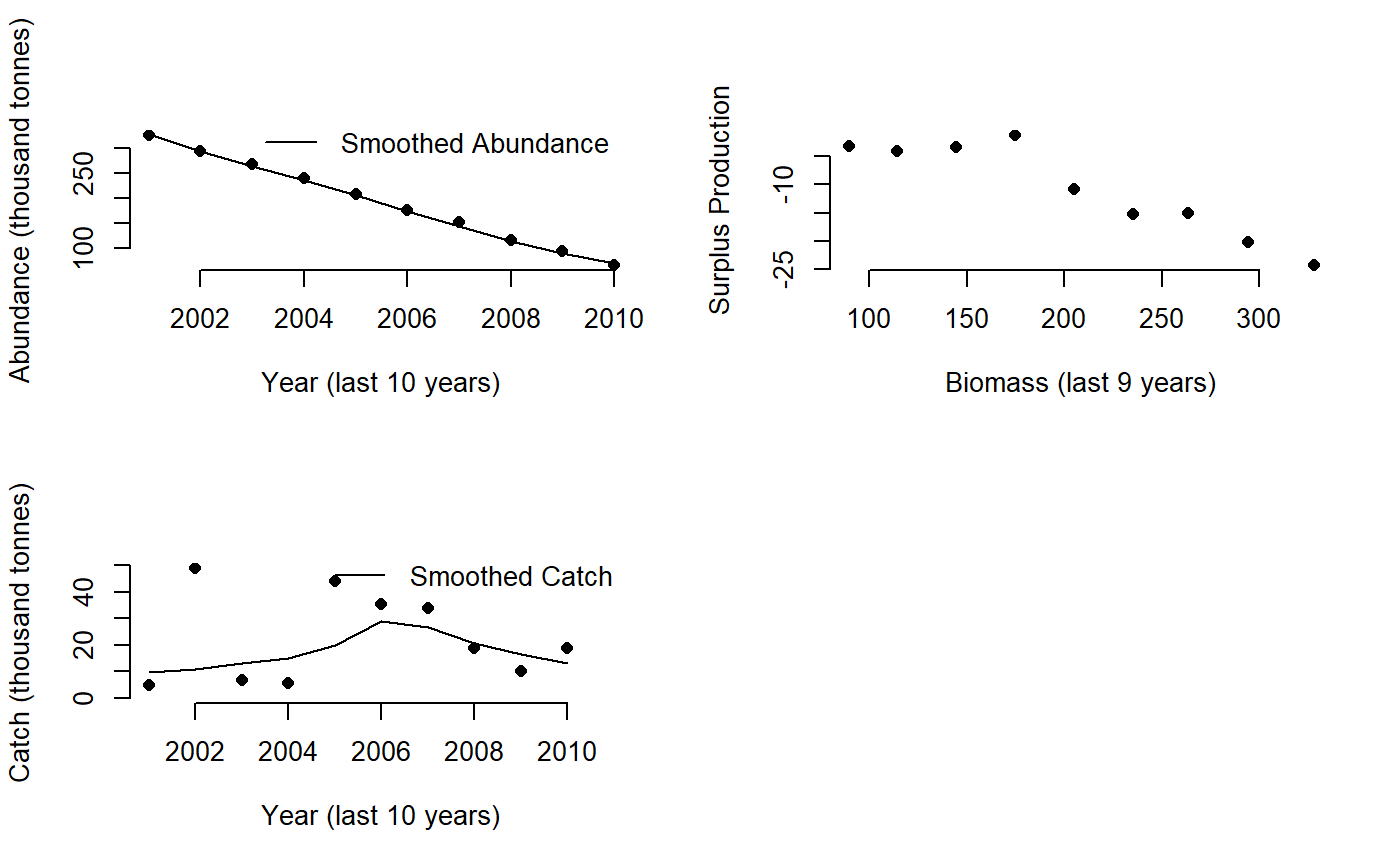 Abundance (thousand tonnes)
250
100
Smoothed Abundance
2002 2004 2006 2008 2010
Year (last 10 years)
Surplus Production
-10
-25
100 150 200 250 300
Biomass (last 9 years)
Catch (thousand tonnes)
40
20
0
Smoothed Catch
2002 2004 2006 2008 2010
Year (last 10 years)